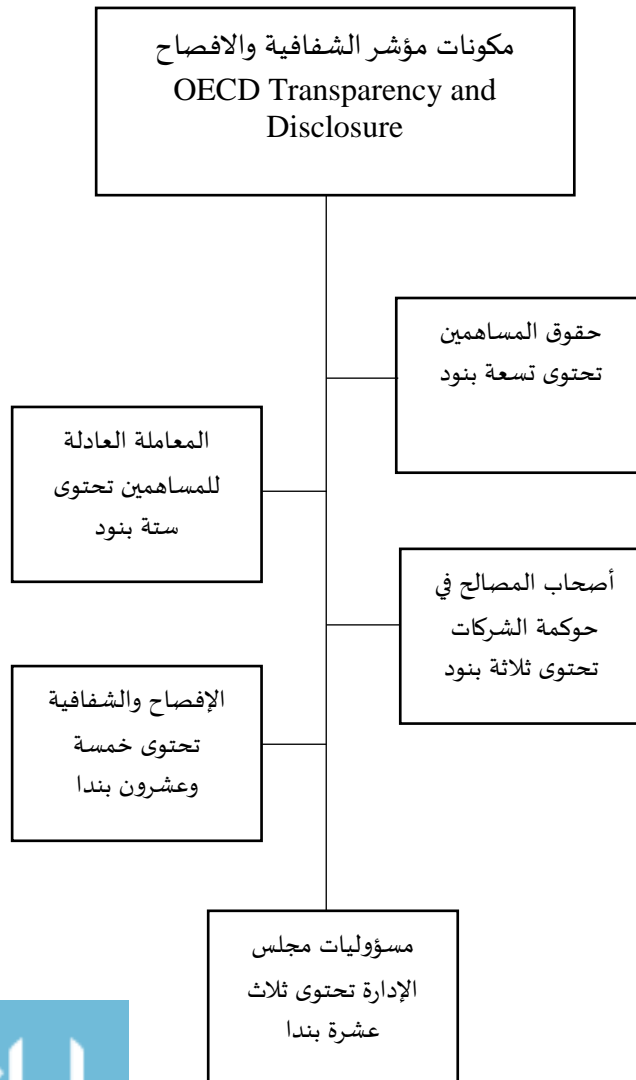 مكونات مؤشر الشفافية والافصاح
OECD Transparency and
Disclosure
حقوق المساهمين
تحتوى تسعة بنود
المعاملة العادلة
للمساهمين تحتوى
ستة بنود
أصحاب المصالح في
حوكمة الشركات
تحتوى ثلاثة بنود
الإفصاح والشفافية
تحتوى خمسة
وعشرون بندا
مسؤوليات مجلس
الإدارة تحتوى ثلاث
عشرة بندا